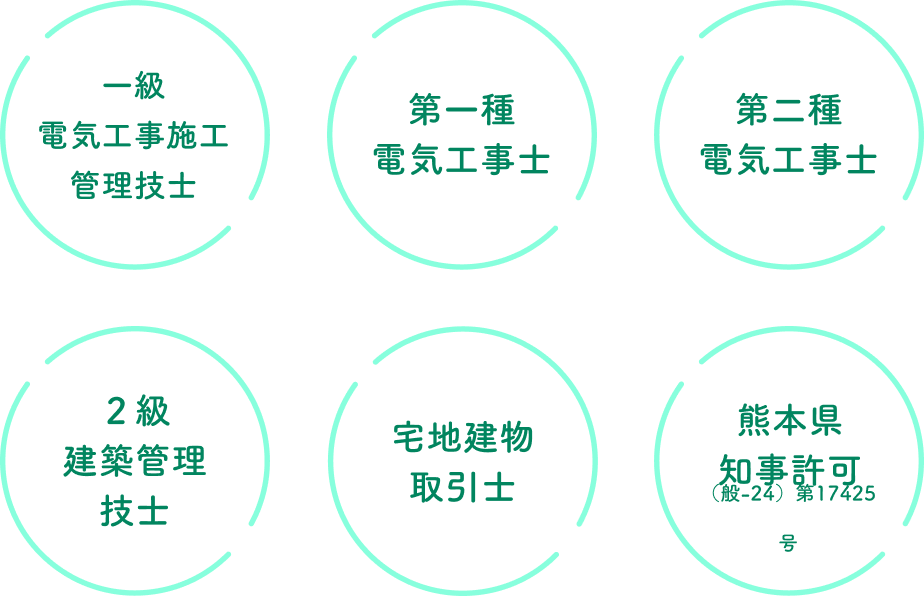 一級
電気工事施工
管理技士
第一種
電気工事士
第二種
電気工事士
２級
建築管理
技士
宅地建物
取引士
熊本県
知事許可
（般-24）第17425
号